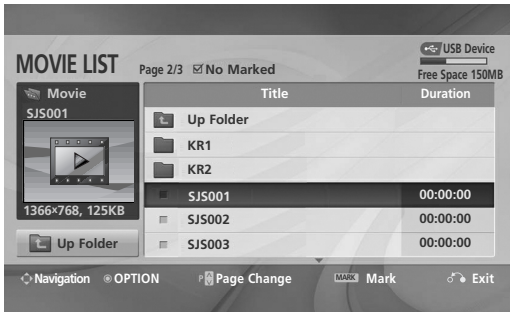 USB Device
MOVIE LIST
Page 2/3 No Marked
Free Space 150MB
Movie
Title Duration
SJS001
Up Folder
KR1
KR2
SJS001 00:00:00
1366×768, 125KB
SJS002 00:00:00
Up Folder
SJS003 00:00:00
Navigation OPTION P Page Change MARK Mark Exit